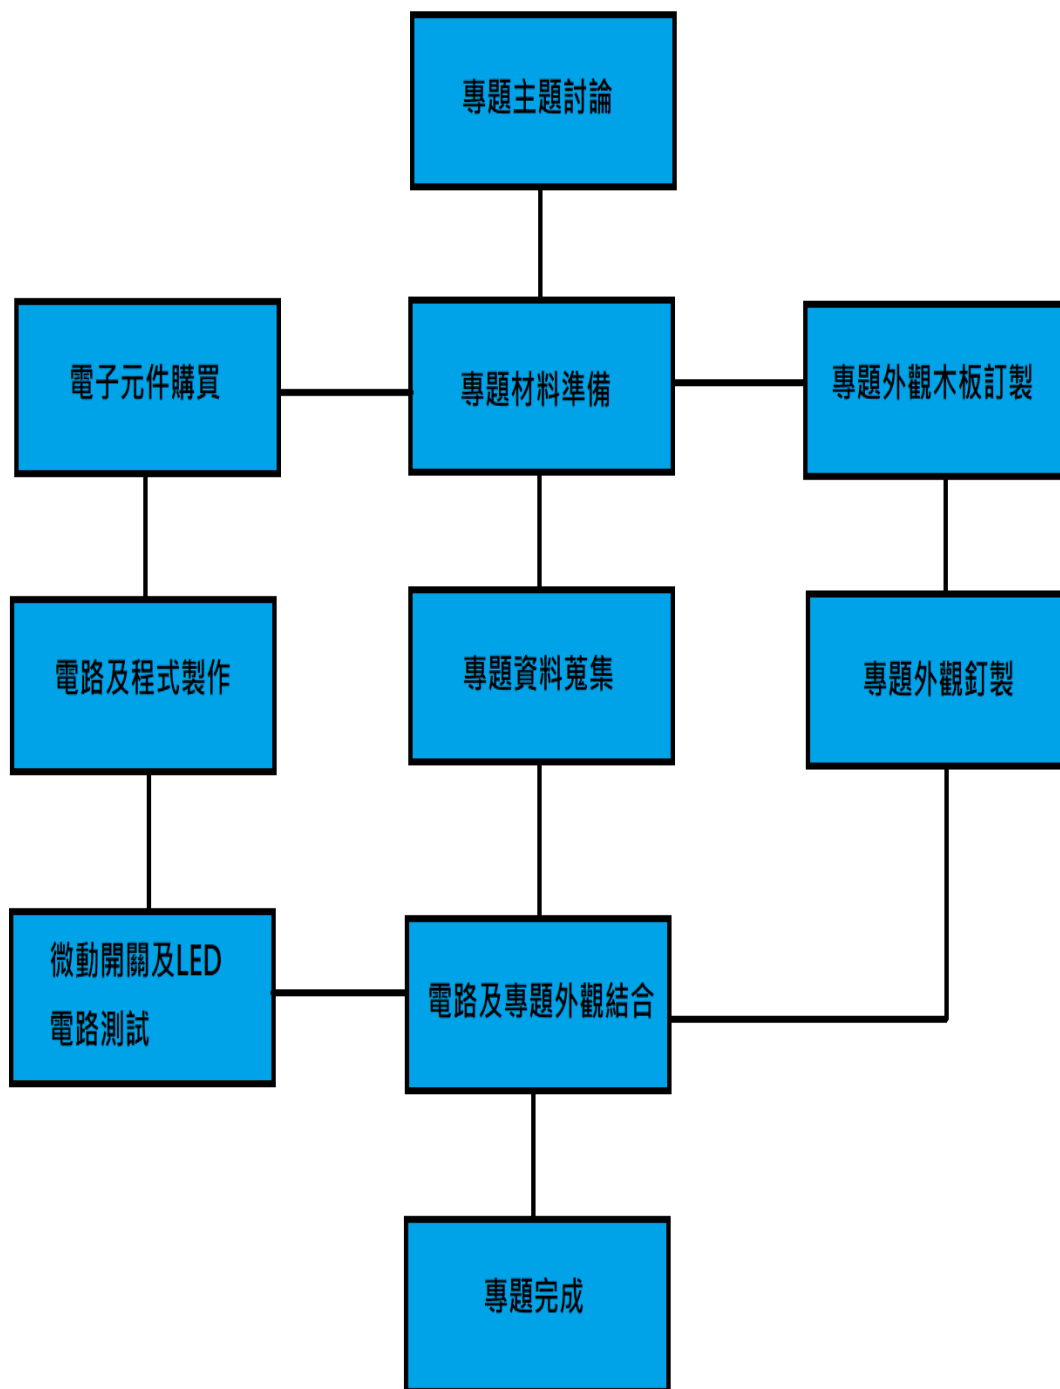 專題主題討論
電子元件購買
專題材料準備
專題外觀木板訂製
電路及程式製作
專題資料蒐集
專題外觀釘製
微動開關及LED
電路測試
電路及專題外觀結合
專題完成